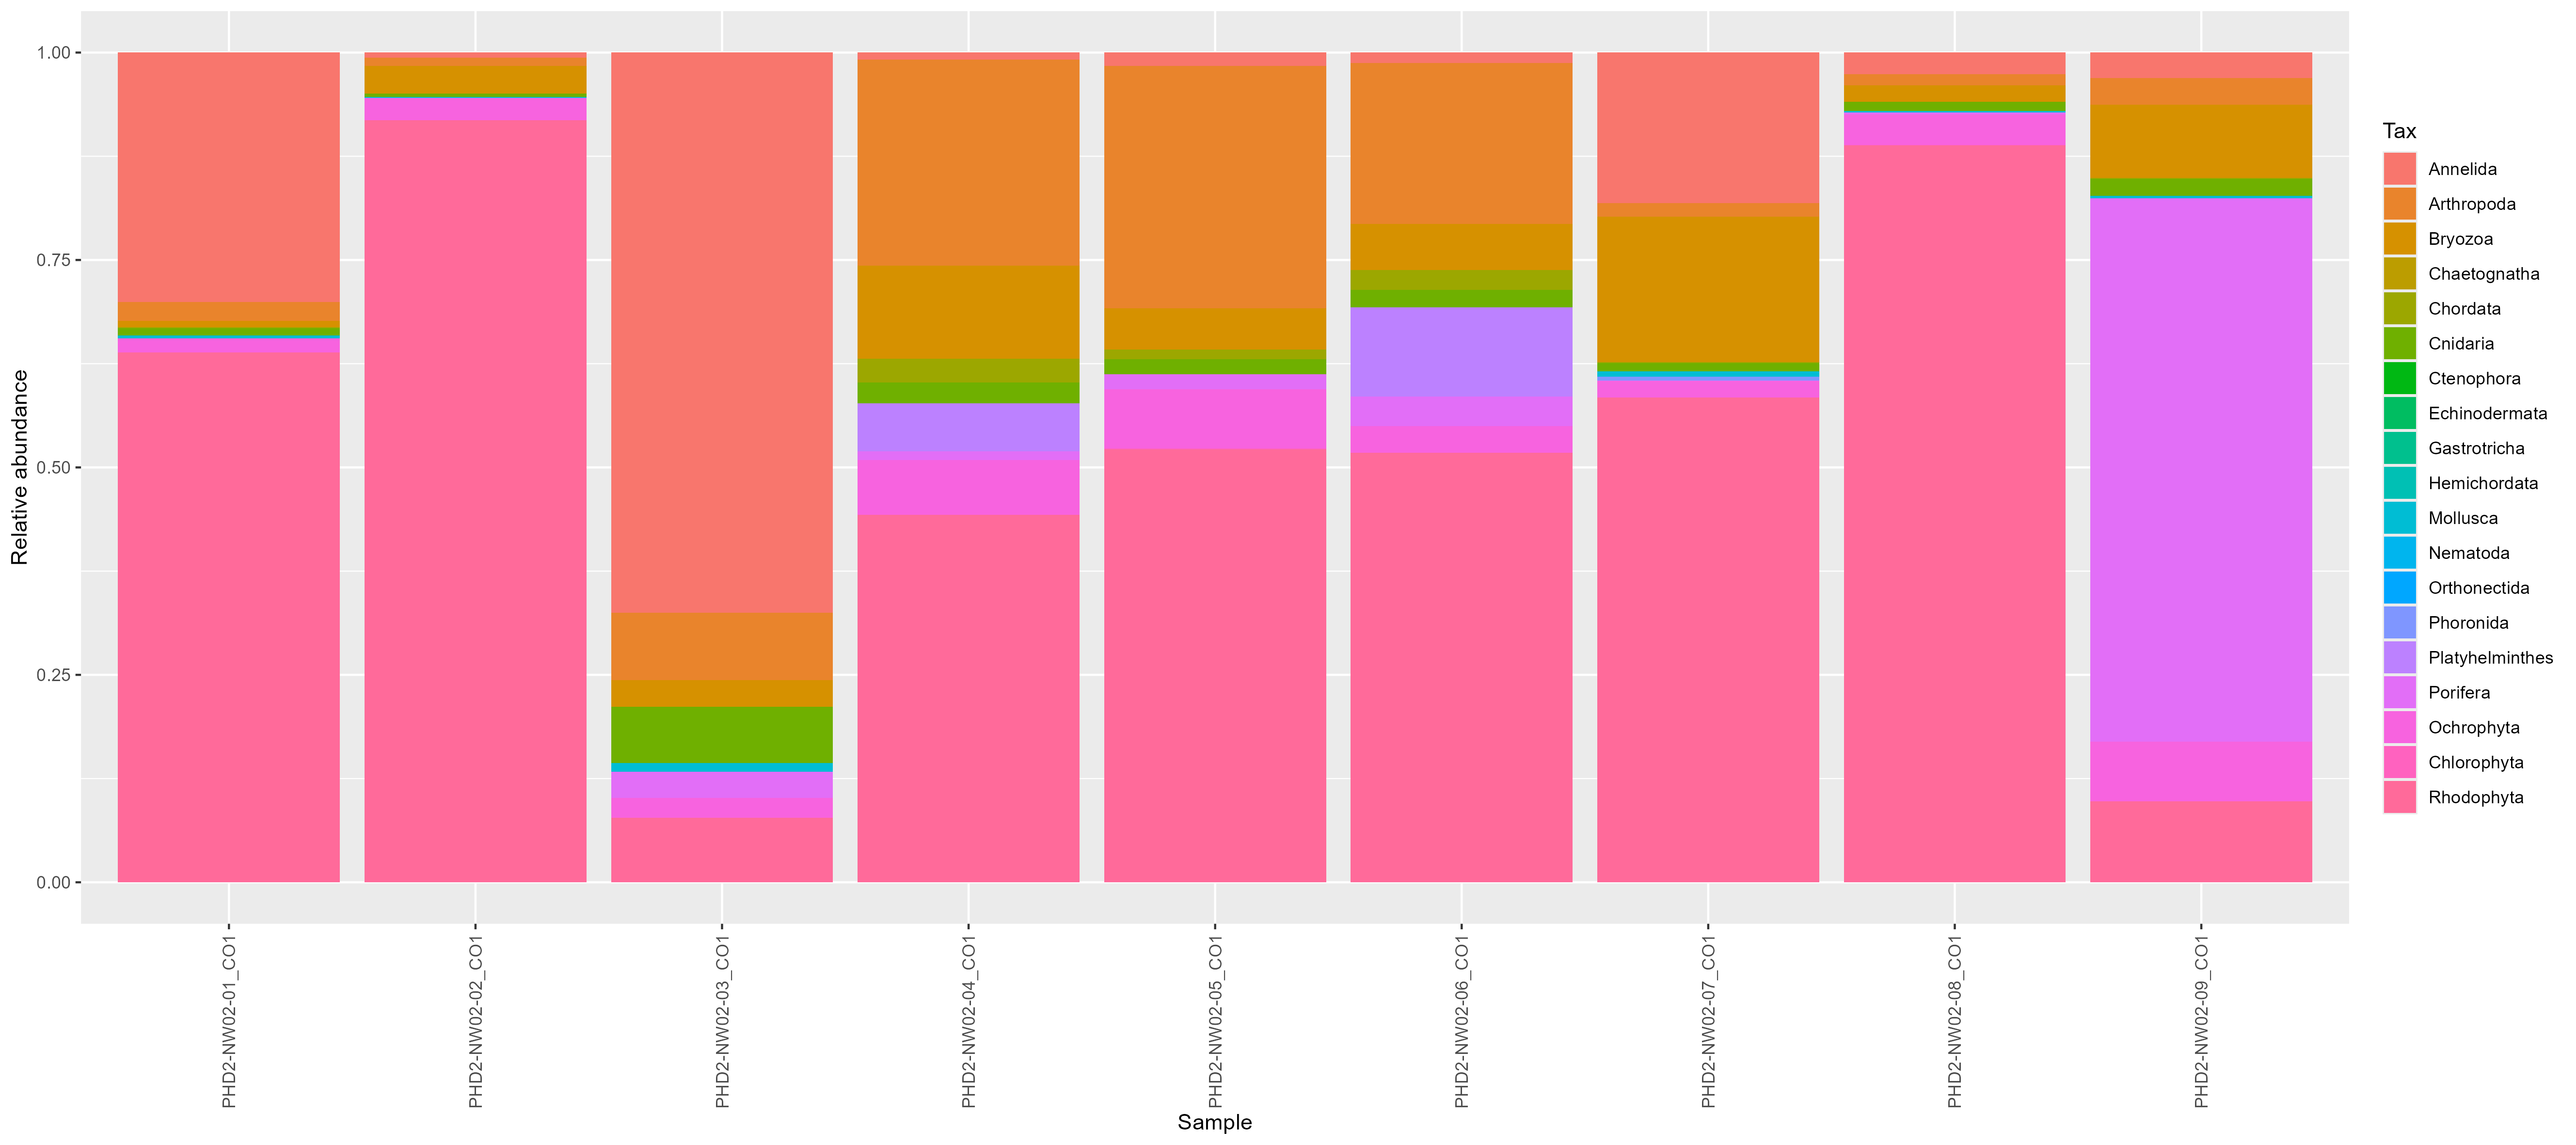 1.00
0.75
0.50
0.25
0.00
Relative abundance
PHD2-NW02-01_CO1
PHD2-NW02-02_CO1
PHD2-NW02-03_CO1
PHD2-NW02-04_CO1
PHD2-NW02-05_CO1
PHD2-NW02-06_CO1
PHD2-NW02-07_CO1
PHD2-NW02-08_CO1
PHD2-NW02-09_CO1
Sample
Tax
Annelida
Arthropoda
Bryozoa
Chaetognatha
Chordata
Cnidaria
Ctenophora
Echinodermata
Gastrotricha
Hemichordata
Mollusca
Nematoda
Orthonectida
Phoronida
Platyhelminthes
Porifera
Ochrophyta
Chlorophyta
Rhodophyta